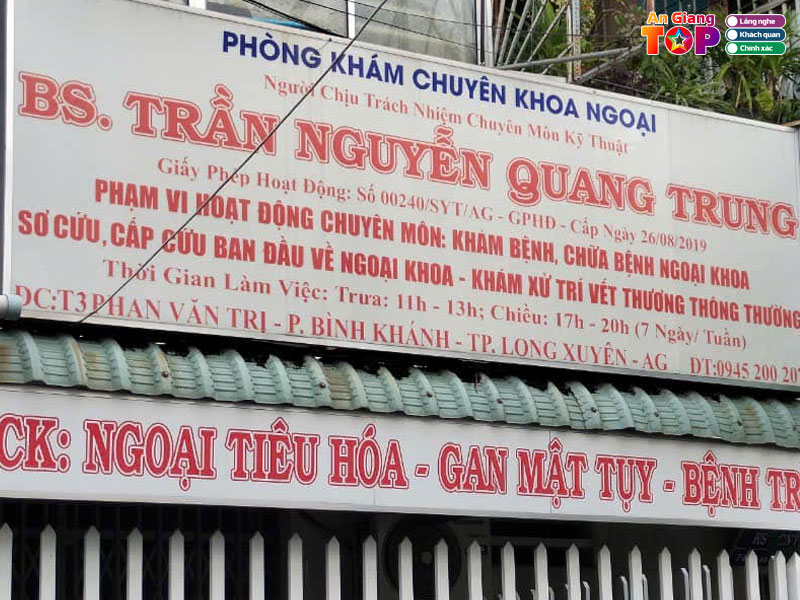 An Giang
TOP
Lắng nghe
Khách quan
Chính xác
PHÒNG KHÁM CHUYÊN KHOA NGOẠI
Người Chịu Trách Nhiệm Chuyên Môn Kỹ Thuật
BS. TRẦN NGUYỄN QUANG TRUNG
Giấy Phép Hoạt Động: Số 00240/SYT/AG - GPHĐ - Cấp Ngày 26/08/2019
PHẠM VI HOẠT ĐỘNG CHUYÊN MÔN: KHÁM BỆNH, CHỮA BỆNH NGOẠI KHOA
SƠ CỨU, CẤP CỨU BAN ĐẦU VỀ NGOẠI KHOA - KHÁM XỬ TRÍ VẾT THƯƠNG THÔNG THƯỜNG
Thời Gian Làm Việc: Trưa: 11h - 13h; Chiều: 17h - 20h (7 Ngày/ Tuần)
ĐC:T3 PHAN VĂN TRỊ - P. BÌNH KHÁNH - TP. LONG XUYÊN - AG ĐT:0945 200 207
CK: NGOẠI TIÊU HÓA - GAN MẬT TỤY - BỆNH TR